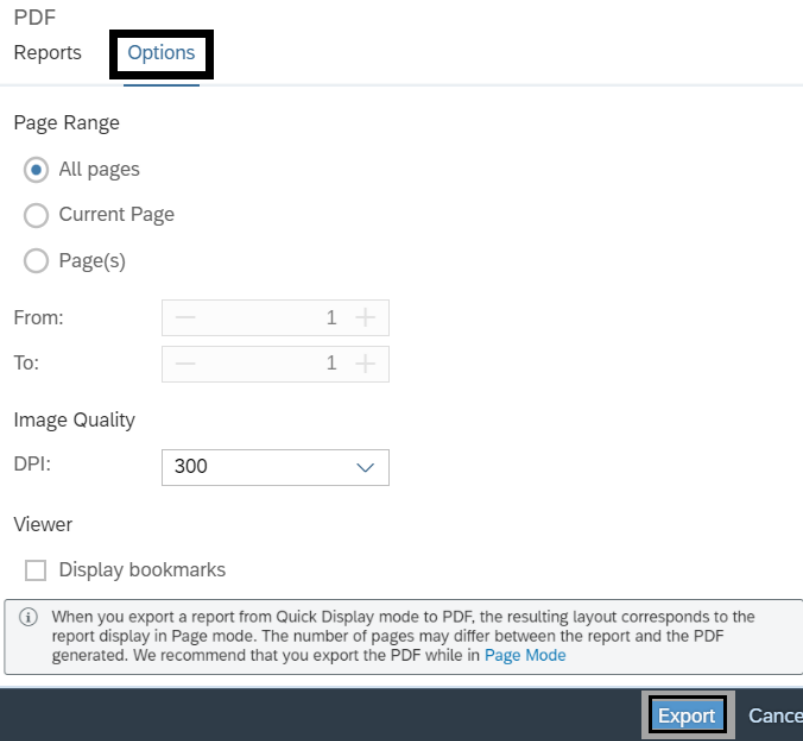 PDF
Reports Options
Page Range
All pages
Current Page
Page(s)
From: 1
To: 1
Image Quality
DPI: 300
Viewer
Display bookmarks
When you export a report from Quick Display mode to PDF, the resulting layout corresponds to the
report display in Page mode. The number of pages may differ between the report and the PDF
generated. We recommend that you export the PDF while in Page Mode
Export Cance